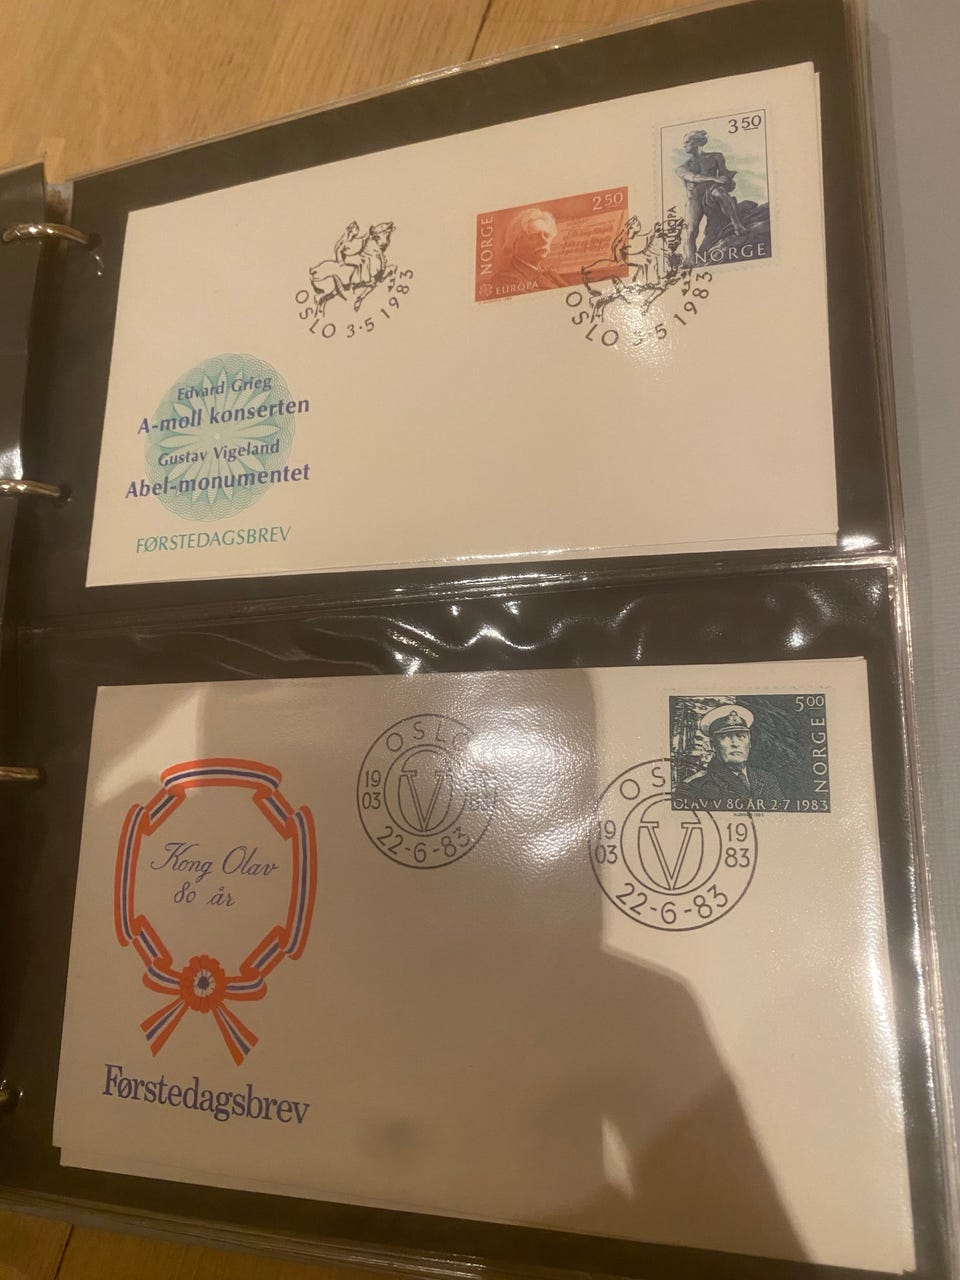 3 50
EUROPA
NORGE
NORGE
2 50
EUROPA
OSLO 3·5 1983
OSLO 3·5 1983
Edvard Grieg
A-moll konserten
Gustav Vigeland
Abel-monumentet
FØRSTEDAGSBREV
5 00
NORGE
OLAV V 80 ÅR 2·7 1983
OSLO
19 03
V
19 83
22-6-83
OS
19 03
V
19 83
22-6-83
Kong Olav
80 år
Førstedagsbrev